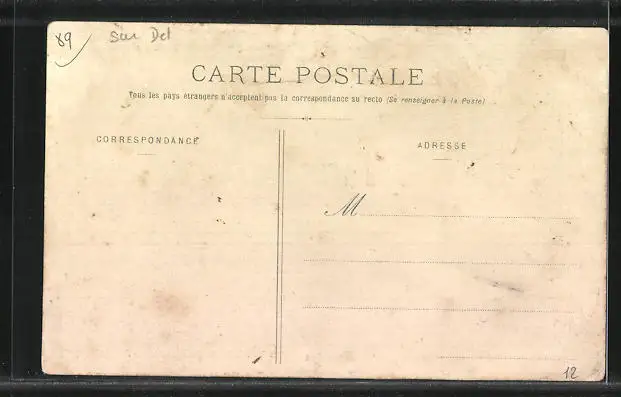 89 Sur Del
CARTE POSTALE
Tous les pays étrangers n'acceptent pas la correspondance au recto (Se renseigner à la Poste)
CORRESPONDANCE
ADRESSE
M
12